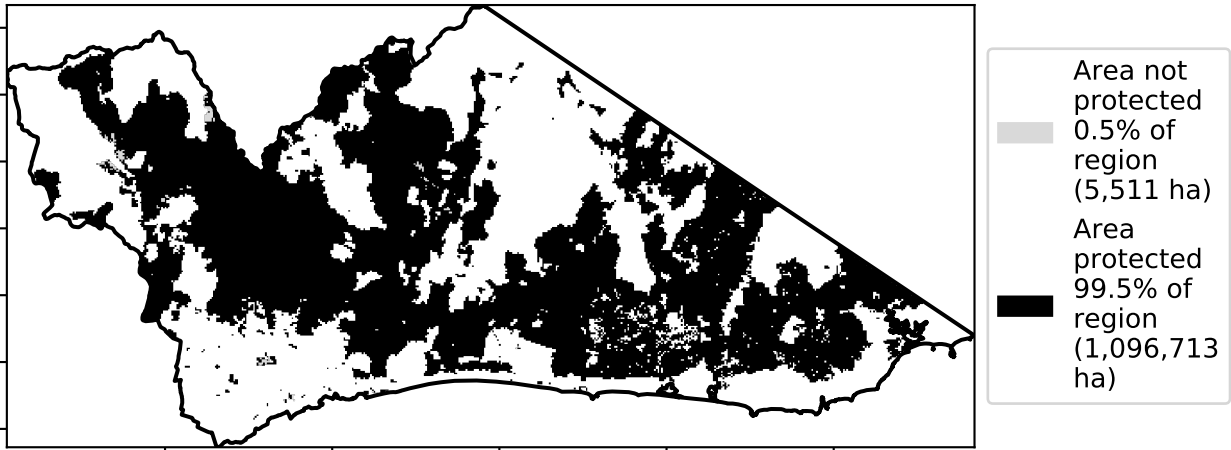 Area not
protected
0.5% of
region
(5,511 ha)
Area
protected
99.5% of
region
(1,096,713
ha)